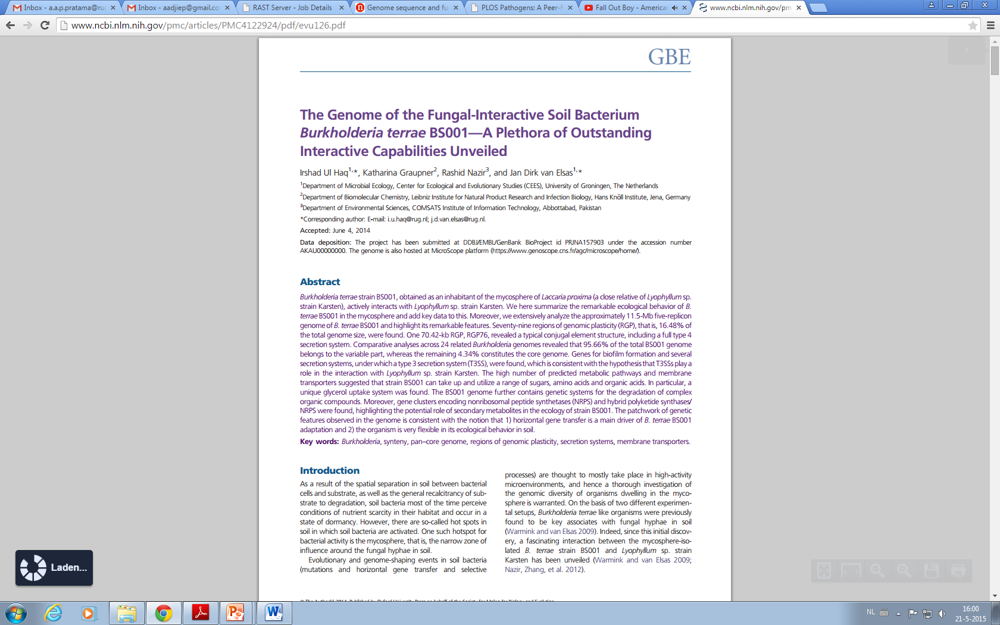 Inbox - a.a.p.pratama@ru
Inbox - aadjiep@gmail.co
RAST Server - Job Details
Genome sequence and fu
PLOS Pathogens: A Peer-F
Fall Out Boy - America
www.ncbi.nlm.nih.gov/pm
www.ncbi.nlm.nih.gov/pmc/articles/PMC4122924/pdf/evu126.pdf
GBE
The Genome of the Fungal-Interactive Soil Bacterium
Burkholderia terrae BS001—A Plethora of Outstanding
Interactive Capabilities Unveiled
Irshad Ul Haq1,*, Katharina Graupner2, Rashid Nazir3, and Jan Dirk van Elsas1,*
1Department of Microbial Ecology, Center for Ecological and Evolutionary Studies (CEES), University of Groningen, The Netherlands
2Department of Biomolecular Chemistry, Leibniz Institute for Natural Product Research and Infection Biology, Hans Knöll Institute, Jena, Germany
3Department of Environmental Sciences, COMSATS Institute of Information Technology, Abbottabad, Pakistan
*Corresponding author: E-mail: i.u.haq@rug.nl; j.d.van.elsas@rug.nl.
Accepted: June 4, 2014
Data deposition: The project has been submitted at DDBJ/EMBL/GenBank BioProject id PRJNA157903 under the accession number
AKAU00000000. The genome is also hosted at MicroScope platform (https://www.genoscope.cns.fr/agc/microscope/home/).
Abstract
Burkholderia terrae strain BS001, obtained as an inhabitant of the mycosphere of Laccaria proxima (a close relative of Lyophyllum sp.
strain Karsten), actively interacts with Lyophyllum sp. strain Karsten. We here summarize the remarkable ecological behavior of B.
terrae BS001 in the mycosphere and add key data to this. Moreover, we extensively analyze the approximately 11.5-Mb five-replicon
genome of B. terrae BS001 and highlight its remarkable features. Seventy-nine regions of genomic plasticity (RGP), that is, 16.48% of
the total genome size, were found. One 70.42-kb RGP, RGP76, revealed a typical conjugal element structure, including a full type 4
secretion system. Comparative analyses across 24 related Burkholderia genomes revealed that 95.66% of the total BS001 genome
belongs to the variable part, whereas the remaining 4.34% constitutes the core genome. Genes for biofilm formation and several
secretion systems, under which a type 3 secretion system (T3SS), were found, which is consistent with the hypothesis that T3SSs play a
role in the interaction with Lyophyllum sp. strain Karsten. The high number of predicted metabolic pathways and membrane
transporters suggested that strain BS001 can take up and utilize a range of sugars, amino acids and organic acids. In particular, a
unique glycerol uptake system was found. The BS001 genome further contains genetic systems for the degradation of complex
organic compounds. Moreover, gene clusters encoding nonribosomal peptide synthetases (NRPS) and hybrid polyketide synthases/
NRPS were found, highlighting the potential role of secondary metabolites in the ecology of strain BS001. The patchwork of genetic
features observed in the genome is consistent with the notion that 1) horizontal gene transfer is a main driver of B. terrae BS001
adaptation and 2) the organism is very flexible in its ecological behavior in soil.
Key words: Burkholderia, synteny, pan–core genome, regions of genomic plasticity, secretion systems, membrane transporters.
Introduction
As a result of the spatial separation in soil between bacterial
cells and substrate, as well as the general recalcitrancy of sub-
strate to degradation, soil bacteria most of the time perceive
conditions of nutrient scarcity in their habitat and occur in a
state of dormancy. However, there are so-called hot spots in
soil in which soil bacteria are activated. One such hotspot for
bacterial activity is the mycosphere, that is, the narrow zone of
influence around the fungal hyphae in soil.
Evolutionary and genome-shaping events in soil bacteria
(mutations and horizontal gene transfer and selective
processes) are thought to mostly take place in high-activity
microenvironments, and hence a thorough investigation of
the genomic diversity of organisms dwelling in the myco-
sphere is warranted. On the basis of two different experimen-
tal setups, Burkholderia terrae like organisms were previously
found to be key associates with fungal hyphae in soil
(Warmink and van Elsas 2009). Indeed, since this initial discov-
ery, a fascinating interaction between the mycosphere-iso-
lated B. terrae strain BS001 and Lyophyllum sp. strain
Karsten has been unveiled (Warmink and van Elsas 2009;
Nazir, Zhang, et al. 2012).
Laden...
NL
16:00
21-5-2015